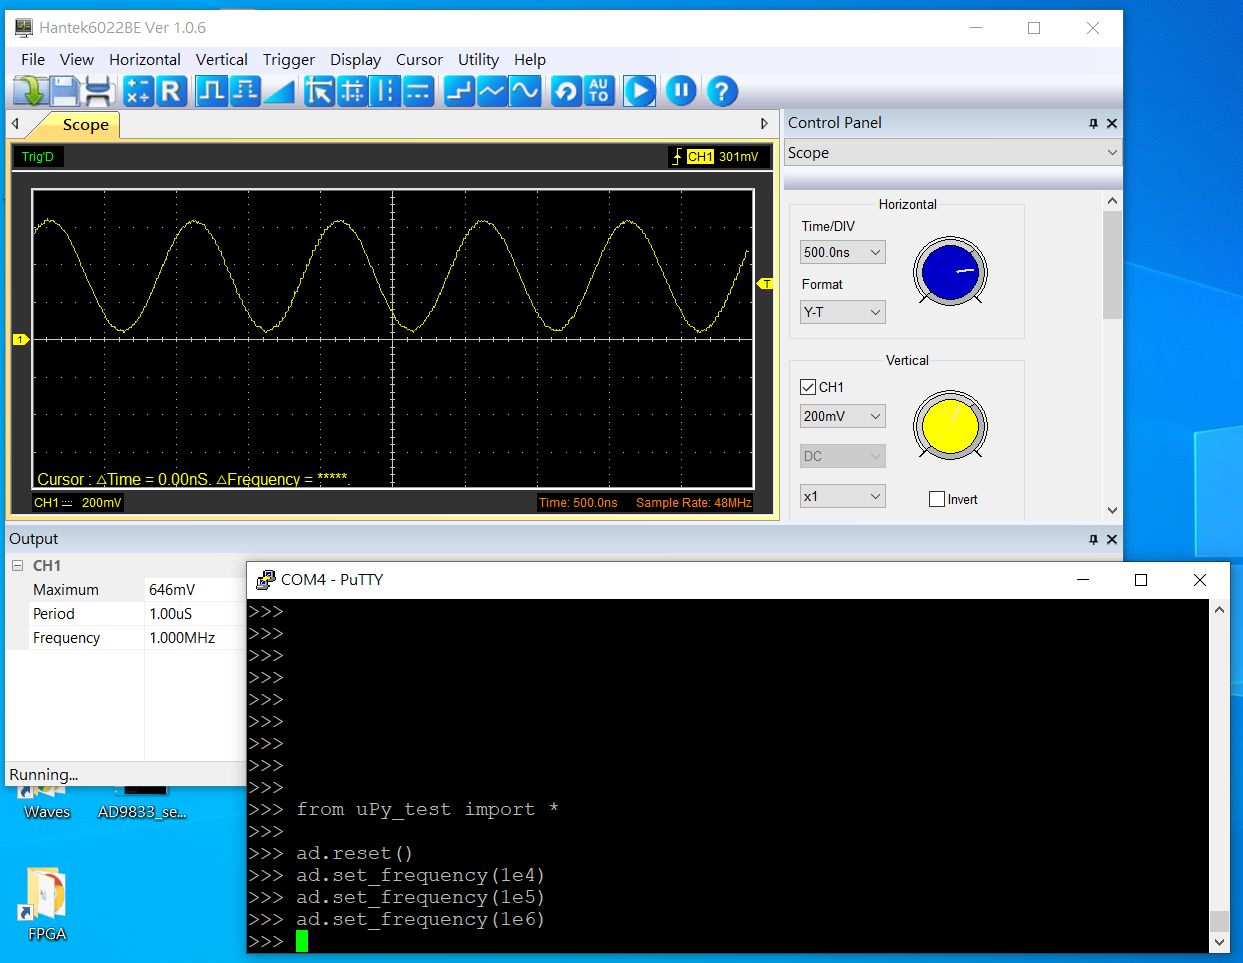 Hantek6022BE Ver 1.0.6
File View Horizontal Vertical Trigger Display Cursor Utility Help
R
AU
TO
?
Scope
Trig'D
CH1 301mV
T
1
Cursor : △Time = 0.00nS. △Frequency = *****.
CH1 200mV
Time: 500.0ns Sample Rate: 48MHz
Control Panel
Scope
Horizontal
Time/DIV
500.0ns
Format
Y-T
Vertical
CH1
200mV
DC
x1
Invert
Output
CH1
Maximum 646mV
Period 1.00uS
Frequency 1.000MHz
Running...
COM4 - PuTTY
>>>
>>>
>>>
>>>
>>>
>>>
>>>
>>>
>>>
>>> from uPy_test import *
>>>
>>> ad.reset()
>>> ad.set_frequency(1e4)
>>> ad.set_frequency(1e5)
>>> ad.set_frequency(1e6)
>>>
Waves
AD9833_se...
FPGA